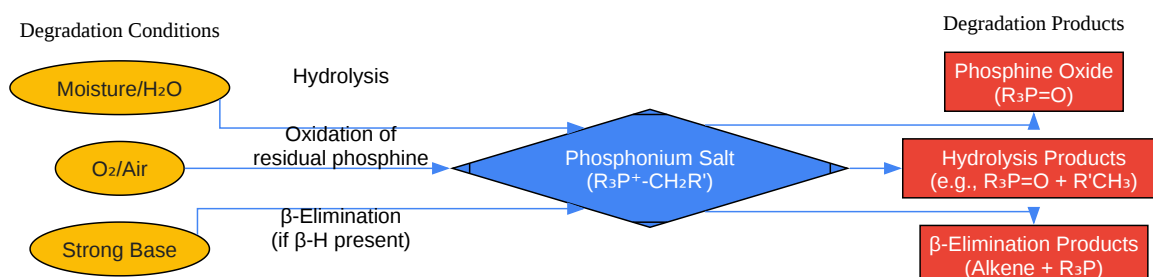 Degradation Conditions
Degradation Products
Moisture/H₂O
Hydrolysis
Phosphine Oxide
(R₃P=O)
O₂/Air
Oxidation of
residual phosphine
Phosphonium Salt
(R₃P⁺-CH₂R')
Hydrolysis Products
(e.g., R₃P=O + R'CH₃)
Strong Base
β-Elimination
(if β-H present)
β-Elimination Products
(Alkene + R₃P)